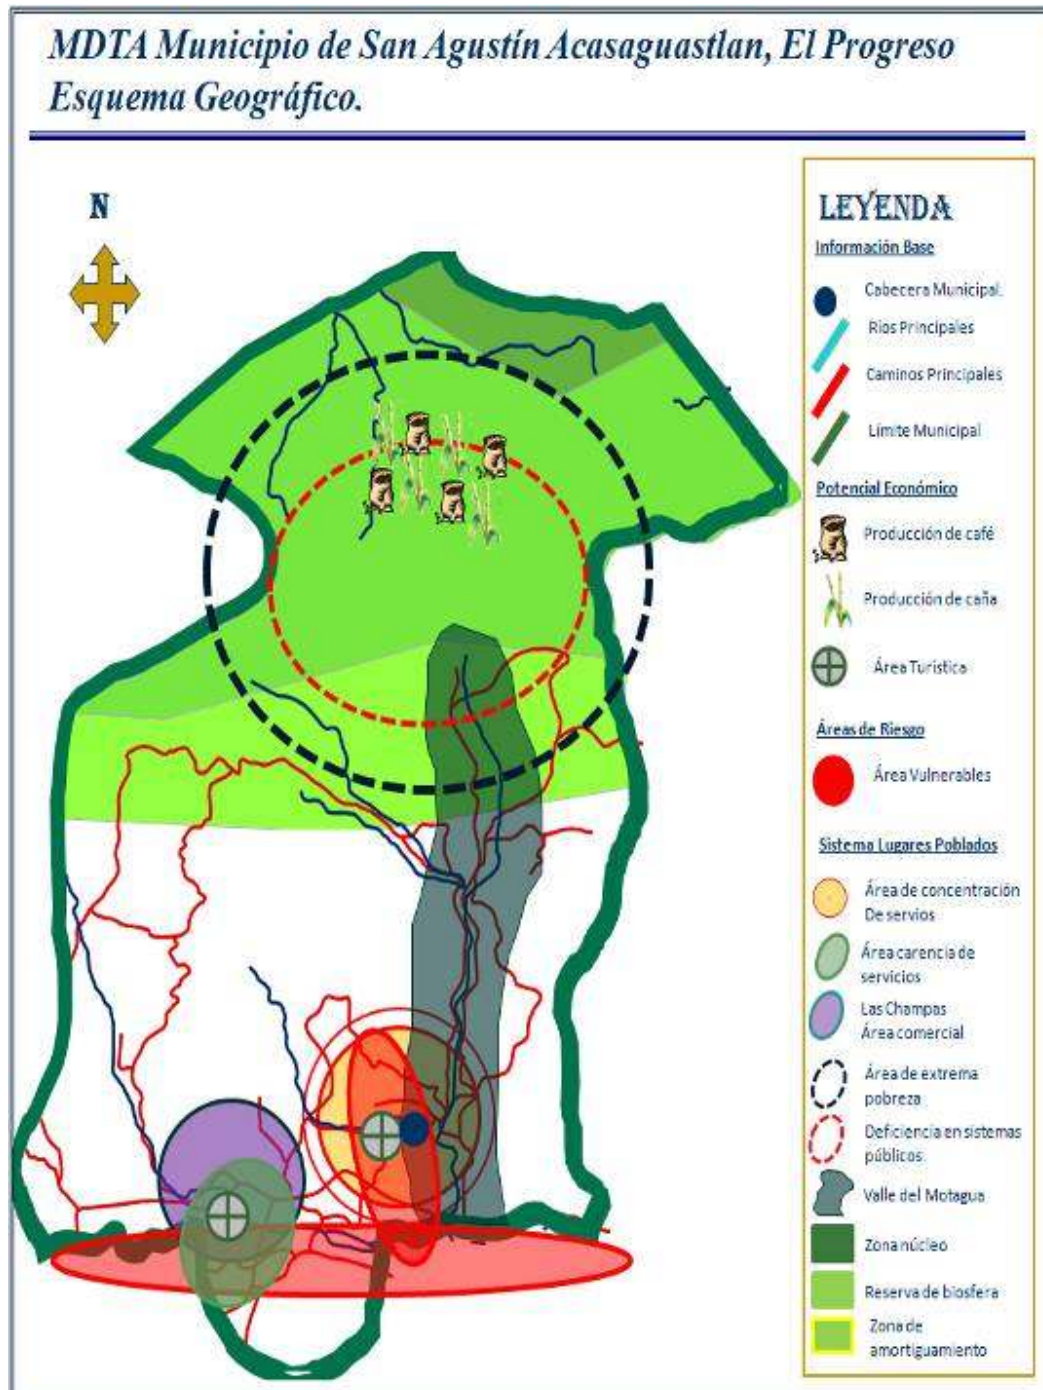 MDTA Municipio de San Agustín Acasaguastlan, El Progreso
Esquema Geográfico.
N
LEYENDA
Información Base
Cabecera Municipal.
Ríos Principales
Caminos Principales
Límite Municipal
Potencial Económico
Producción de café
Producción de caña
Área Turística
Áreas de Riesgo
Área Vulnerables
Sistema Lugares Poblados
Área de concentración
De servios
Área carencia de
servicios
Las Champas
Área comercial
Área de extrema
pobreza
Deficiencia en sistemas
públicos.
Valle del Motagua
Zona núcleo
Reserva de biosfera
Zona de
amortiguamiento